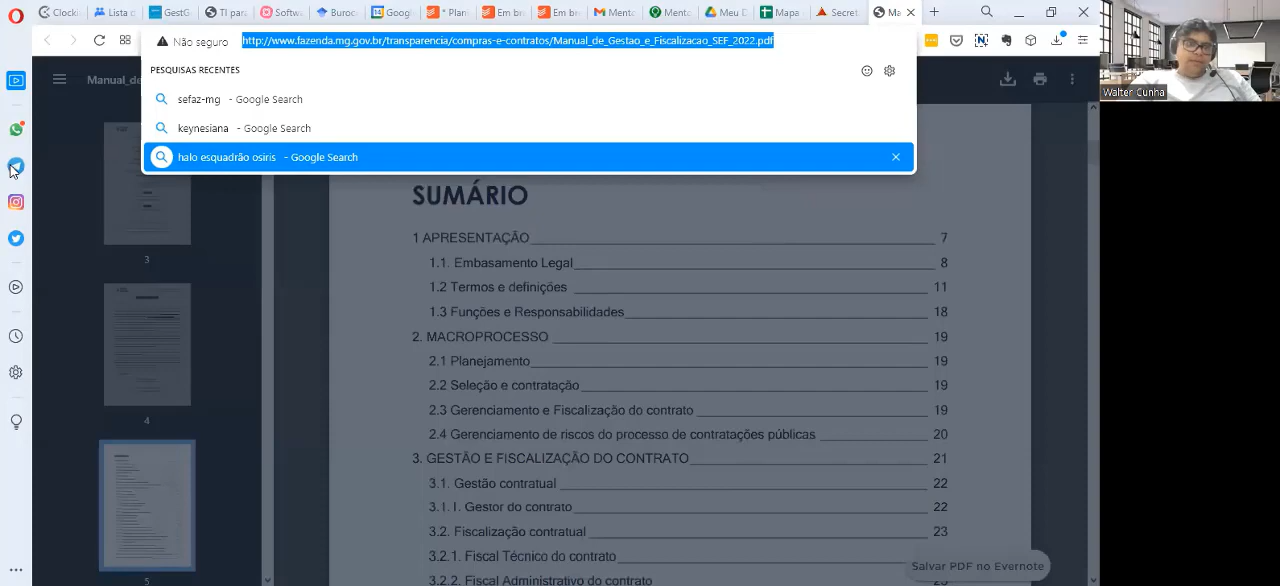 Clocki
Lista d
GestG
TI para
Softw
Buroc
Googl
* Plan
Em br
Em br
Mento
Mento
Meu D
Mapa
Secret
Ma
Não seguro
http://www.fazenda.mg.gov.br/transparencia/compras-e-contratos/Manual_de_Gestao_e_Fiscalizacao_SEF_2022.pdf
Manual_de
PESQUISAS RECENTES
sefaz-mg - Google Search
keynesiana - Google Search
halo esquadrão osiris - Google Search
Walter Cunha
3
4
5
SUMÁRIO
1 APRESENTAÇÃO 7
1.1. Embasamento Legal 8
1.2 Termos e definições 11
1.3 Funções e Responsabilidades 18
2. MACROPROCESSO 19
2.1 Planejamento 19
2.2 Seleção e contratação 19
2.3 Gerenciamento e Fiscalização do contrato 19
2.4 Gerenciamento de riscos do processo de contratações públicas 20
3. GESTÃO E FISCALIZAÇÃO DO CONTRATO 21
3.1. Gestão contratual 22
3.1. I. Gestor do contrato 22
3.2. Fiscalização contratual 23
3.2.1. Fiscal Técnico do contrato
3.2.2. Fiscal Administrativo do contrato
Salvar PDF no Evernote